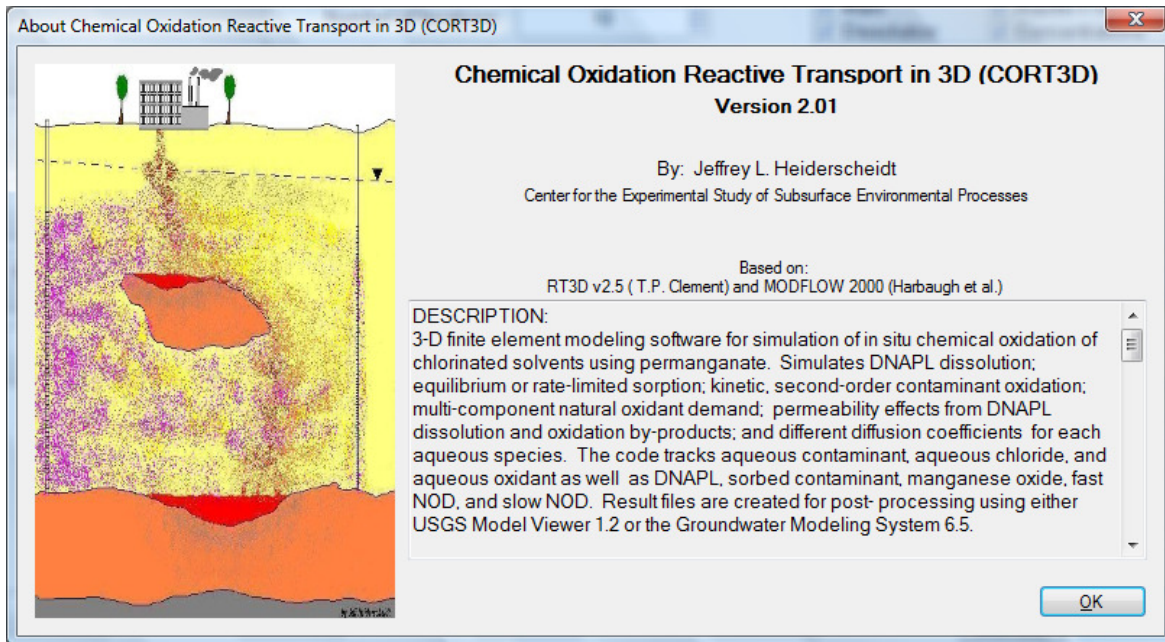 About Chemical Oxidation Reactive Transport in 3D (CORT3D)
Chemical Oxidation Reactive Transport in 3D (CORT3D)
Version 2.01
By: Jeffrey L. Heiderscheidt
Center for the Experimental Study of Subsurface Environmental Processes
Based on:
RT3D v2.5 ( T.P. Clement) and MODFLOW 2000 (Harbaugh et al.)
DESCRIPTION:
3-D finite element modeling software for simulation of in situ chemical oxidation of
chlorinated solvents using permanganate. Simulates DNAPL dissolution;
equilibrium or rate-limited sorption; kinetic, second-order contaminant oxidation;
multi-component natural oxidant demand; permeability effects from DNAPL
dissolution and oxidation by-products; and different diffusion coefficients for each
aqueous species. The code tracks aqueous contaminant, aqueous chloride, and
aqueous oxidant as well as DNAPL, sorbed contaminant, manganese oxide, fast
NOD, and slow NOD. Result files are created for post- processing using either
USGS Model Viewer 1.2 or the Groundwater Modeling System 6.5.
OK